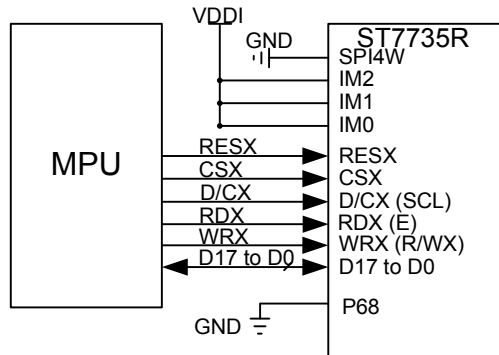 VDDI
GND
ST7735R
SPI4W
IM2
IM1
IM0
MPU
RESX
RESX
CSX
CSX
D/CX
D/CX (SCL)
RDX
RDX (E)
WRX
WRX (R/WX)
D17 to D0
D17 to D0
P68
GND